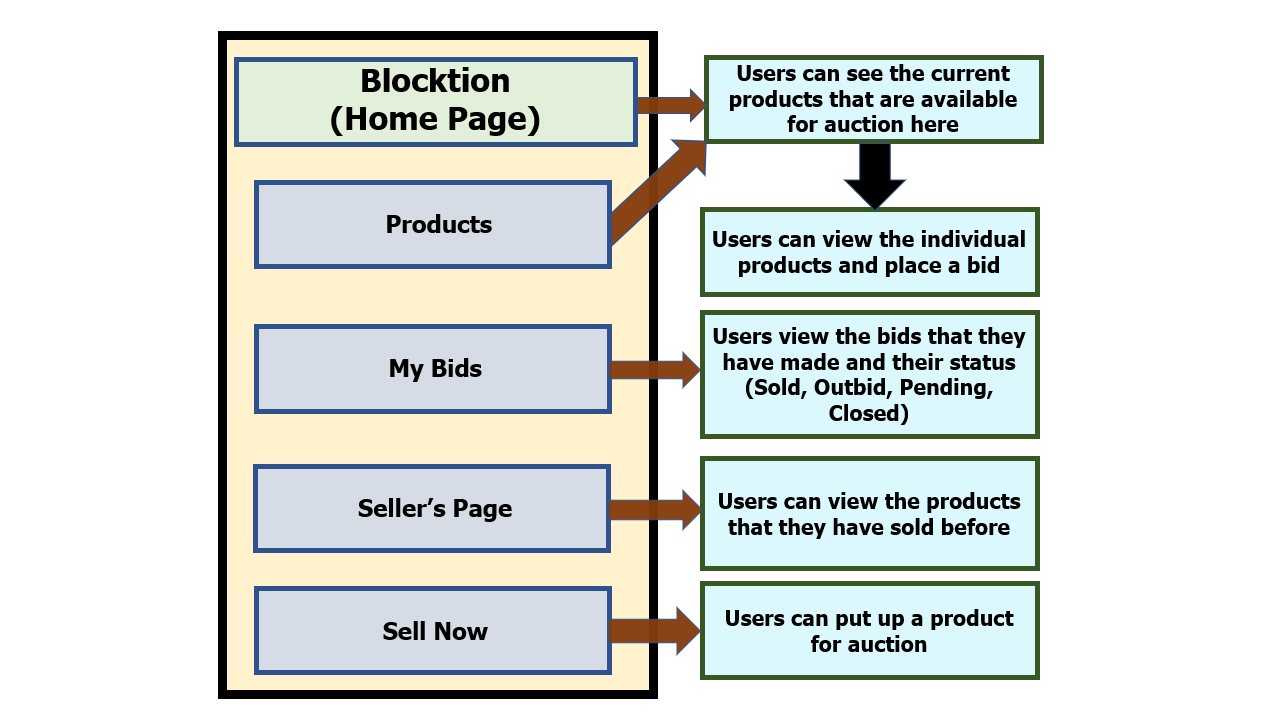 Blocktion
(Home Page)
Users can see the current
products that are available
for auction here
Products
Users can view the individual
products and place a bid
My Bids
Users view the bids that they
have made and their status
(Sold, Outbid, Pending,
Closed)
Seller’s Page
Users can view the products
that they have sold before
Sell Now
Users can put up a product
for auction